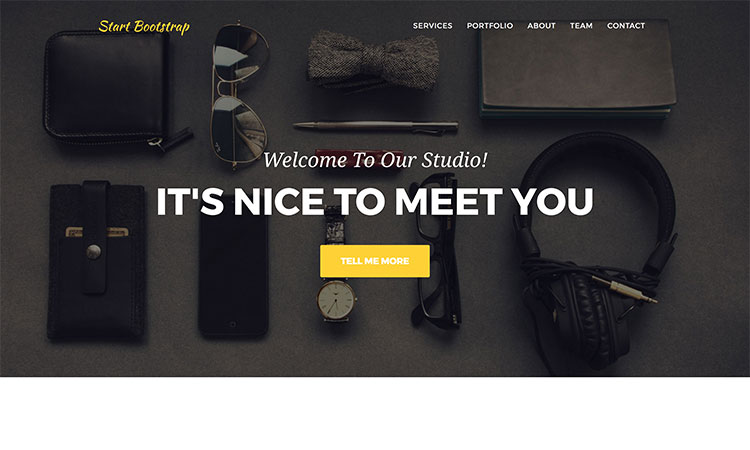 Start Bootstrap
SERVICES PORTFOLIO ABOUT TEAM CONTACT
Welcome To Our Studio!
IT'S NICE TO MEET YOU
TELL ME MORE